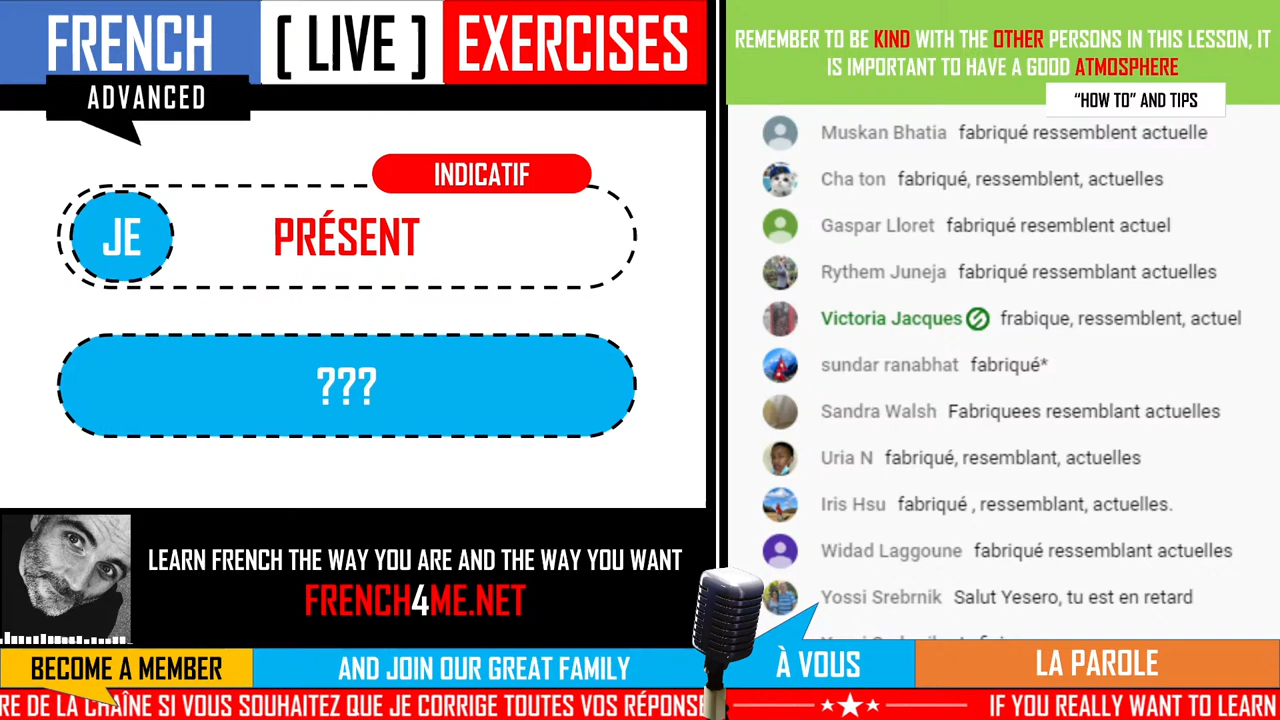 FRENCH [ LIVE ] EXERCISES
ADVANCED
INDICATIF
JE PRÉSENT
???
LEARN FRENCH THE WAY YOU ARE AND THE WAY YOU WANT
FRENCH4ME.NET
BECOME A MEMBER AND JOIN OUR GREAT FAMILY
REMEMBER TO BE KIND WITH THE OTHER PERSONS IN THIS LESSON, IT
IS IMPORTANT TO HAVE A GOOD ATMOSPHERE
“HOW TO” AND TIPS
Muskan Bhatia fabriqué ressemblent actuelle
Cha ton fabriqué, ressemblent, actuelles
Gaspar Lloret fabriqué resemblent actuel
Rythem Juneja fabriqué ressemblant actuelles
Victoria Jacques frabique, ressemblent, actuel
sundar ranabhat fabriqué*
Sandra Walsh Fabriquees resemblant actuelles
Uria N fabriqué, resemblant, actuelles
Iris Hsu fabriqué , ressemblant, actuelles.
Widad Laggoune fabriqué ressemblant actuelles
Yossi Srebrnik Salut Yesero, tu est en retard
À VOUS LA PAROLE
RE DE LA CHAÎNE SI VOUS SOUHAITEZ QUE JE CORRIGE TOUTES VOS RÉPONSE IF YOU REALLY WANT TO LEARN